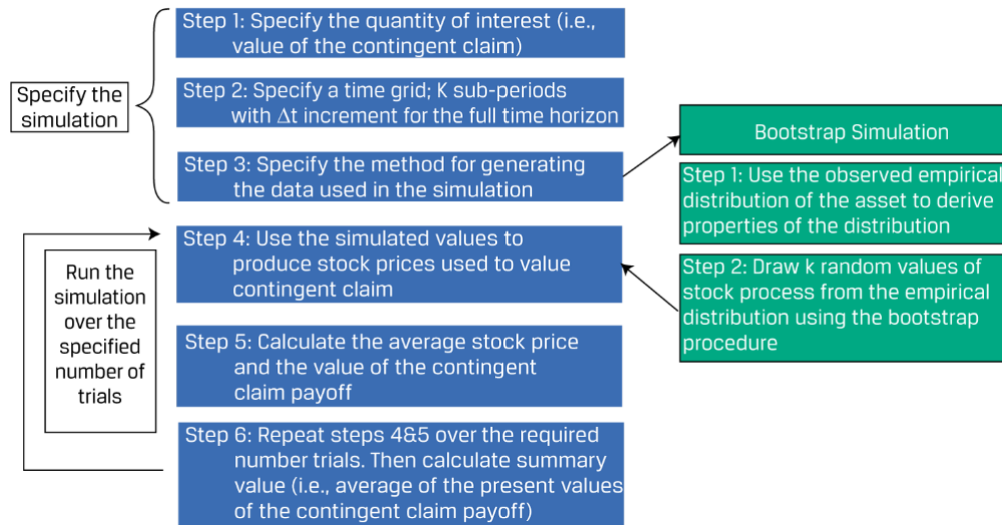 Step 1: Specify the quantity of interest (i.e.,
value of the contingent claim)
Specify the
simulation
Step 2: Specify a time grid; K sub-periods
with Δt increment for the full time horizon
Step 3: Specify the method for generating
the data used in the simulation
Bootstrap Simulation
Step 1: Use the observed empirical
distribution of the asset to derive
properties of the distribution
Step 2: Draw k random values of
stock process from the empirical
distribution using the bootstrap
procedure
Run the
simulation
over the
specified
number of
trials
Step 4: Use the simulated values to
produce stock prices used to value
contingent claim
Step 5: Calculate the average stock price
and the value of the contingent
claim payoff
Step 6: Repeat steps 4&5 over the required
number trials. Then calculate summary
value (i.e., average of the present values
of the contingent claim payoff)